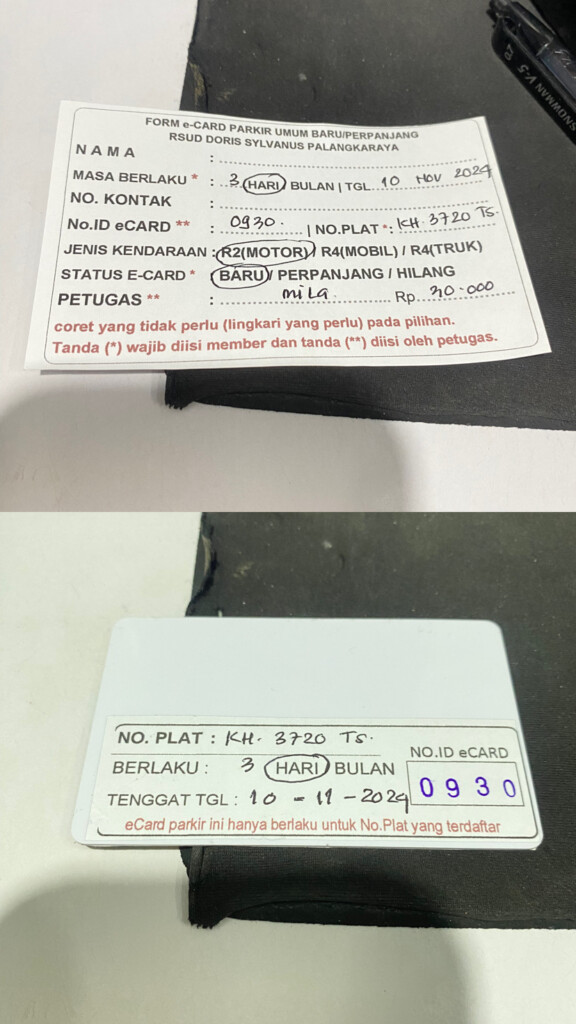 FORM e-CARD PARKIR UMUM BARU/PERPANJANG
RSUD DORIS SYLVANUS PALANGKARAYA
NAMA :
MASA BERLAKU * : 3 HARI / BULAN | TGL. 10 NOV 2024
NO. KONTAK :
No.ID eCARD ** : 0930. | NO.PLAT * : KH. 3720 TS.
JENIS KENDARAAN : R2(MOTOR) / R4(MOBIL) / R4(TRUK)
STATUS E-CARD * : BARU / PERPANJANG / HILANG
PETUGAS ** : mila. Rp. 30.000
coret yang tidak perlu (lingkari yang perlu) pada pilihan.
Tanda (*) wajib diisi member dan tanda (**) diisi oleh petugas.
SNOWMAN V-5
NO. PLAT : KH. 3720 TS.
BERLAKU : 3 HARI BULAN
NO.ID eCARD
0930
TENGGAT TGL : 10 - 11 - 2024
eCard parkir ini hanya berlaku untuk No.Plat yang terdaftar